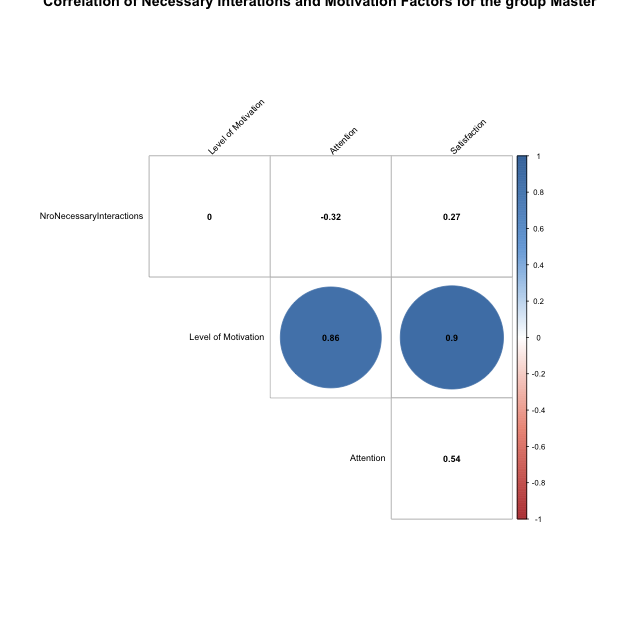 Correlation of Necessary Interations and Motivation Factors for the group Master
Level of Motivation
Attention
Satisfaction
NroNecessaryInteractions
0
-0.32
0.27
Level of Motivation
0.86
0.9
Attention
0.54
1
0.8
0.6
0.4
0.2
0
-0.2
-0.4
-0.6
-0.8
-1